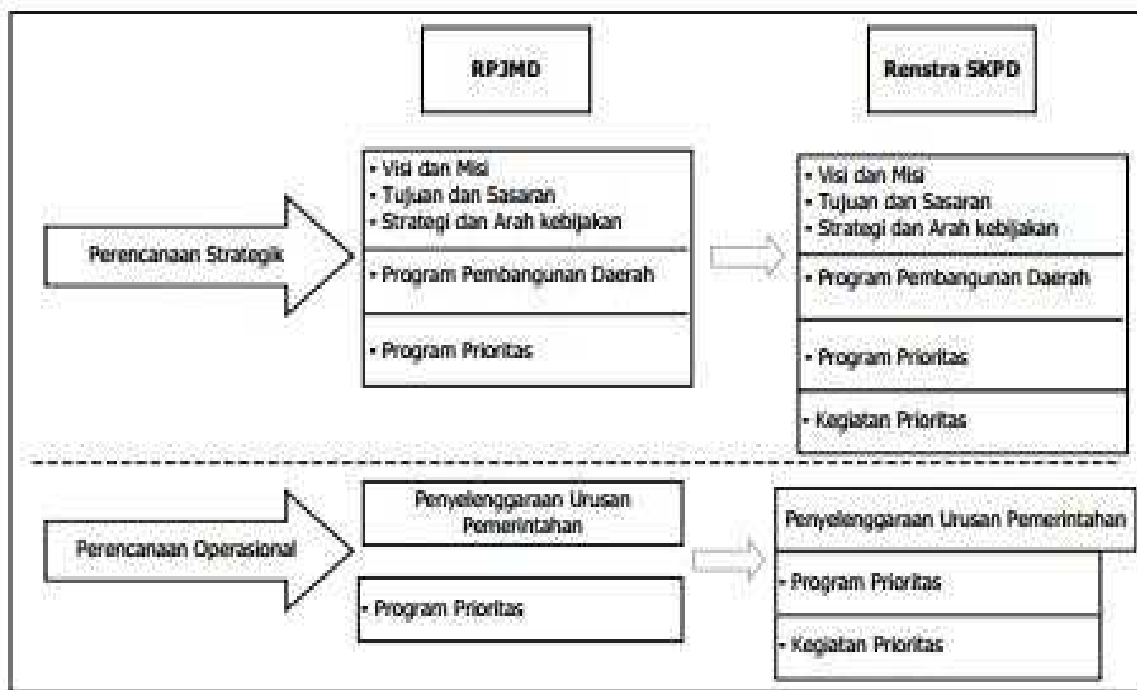 RPJMD
Renstra SKPD
Perencanaan Strategik
• Visi dan Misi
• Tujuan dan Sasaran
• Strategi dan Arah kebijakan
• Program Pembangunan Daerah
• Program Prioritas
• Visi dan Misi
• Tujuan dan Sasaran
• Strategi dan Arah kebijakan
• Program Pembangunan Daerah
• Program Prioritas
• Kegiatan Prioritas
Perencanaan Operasional
Penyelenggaraan Urusan
Pemerintahan
• Program Prioritas
Penyelenggaraan Urusan Pemerintahan
• Program Prioritas
• Kegiatan Prioritas